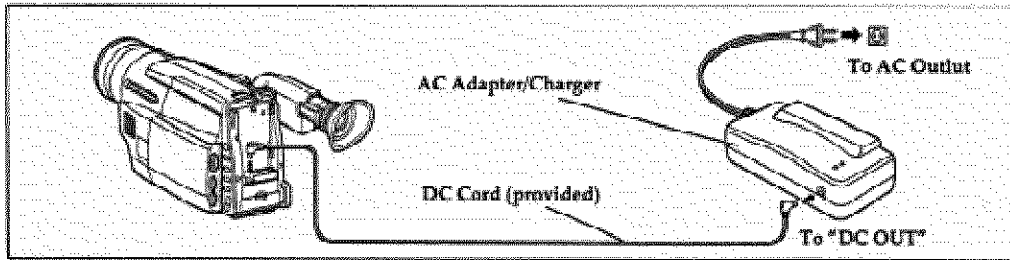 To AC Outlut
AC Adapter/Charger
DC Cord (provided)
To "DC OUT"